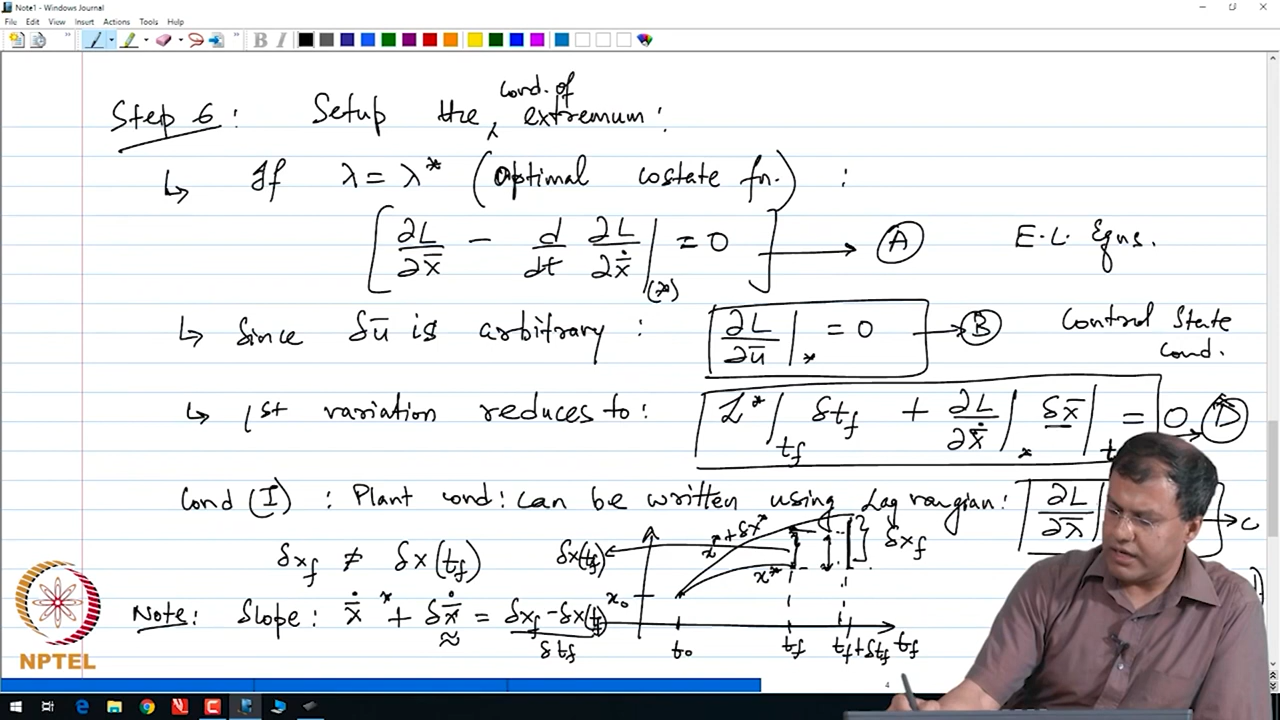 Note1 - Windows Journal
File Edit View Insert Actions Tools Help
B I
Step 6: Setup the cond. of extremum:
↳ If λ = λ* (Optimal costate fn.) :
[∂L/∂x̄ - d/dt ∂L/∂ẋ̄ |(*) = 0] → (A) E.L. Eqns.
↳ Since δū is arbitrary : ∂L/∂ū |* = 0 → (B) Control State Cond.
↳ 1st variation reduces to: L*|tf δtf + ∂L/∂ẋ̄ |* δx̄ |t = 0 → (D)
Cond (I) : Plant cond: can be written using Lagrangian: ∂L/∂λ → C
δxf ≠ δx(tf)
Note: Slope: ẋ̄* + δẋ̄ = (δxf - δx(tf))/δtf
≈
δx(tf)
x*+δx*
x*
δxf
x0
t0 tf tf+δtf tf
NPTEL
4